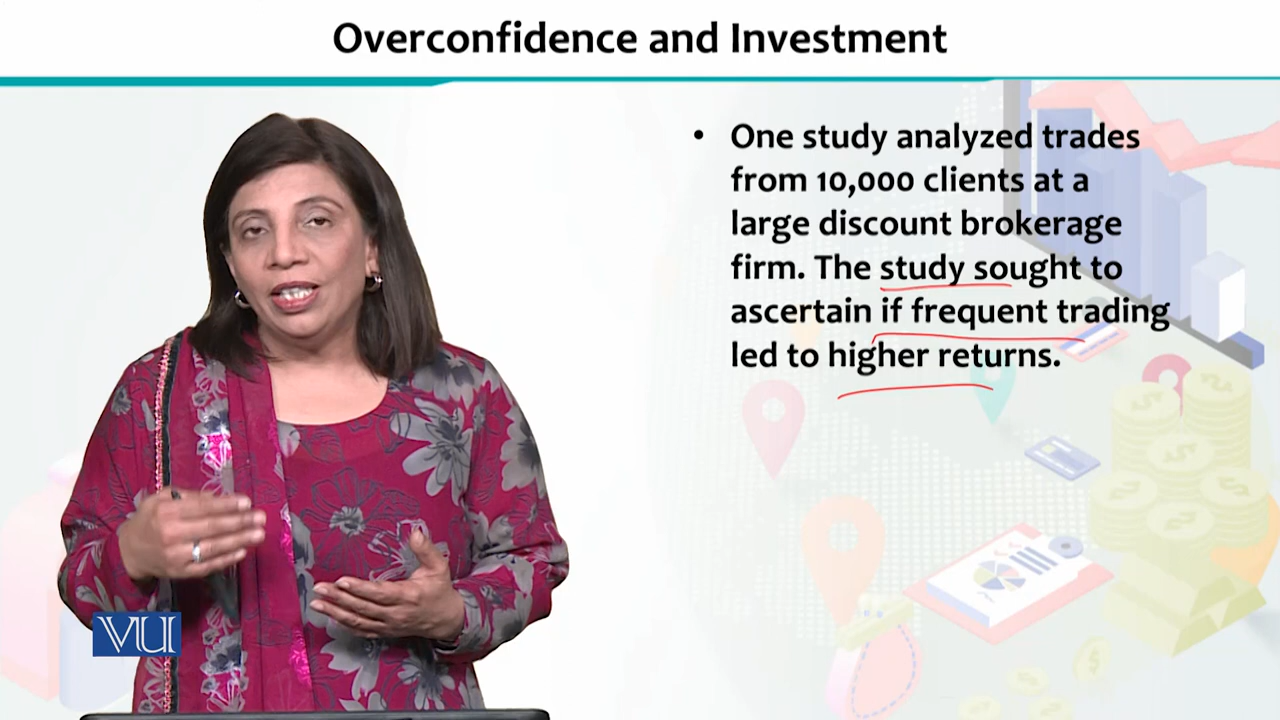 Overconfidence and Investment
• One study analyzed trades
from 10,000 clients at a
large discount brokerage
firm. The study sought to
ascertain if frequent trading
led to higher returns.
VU